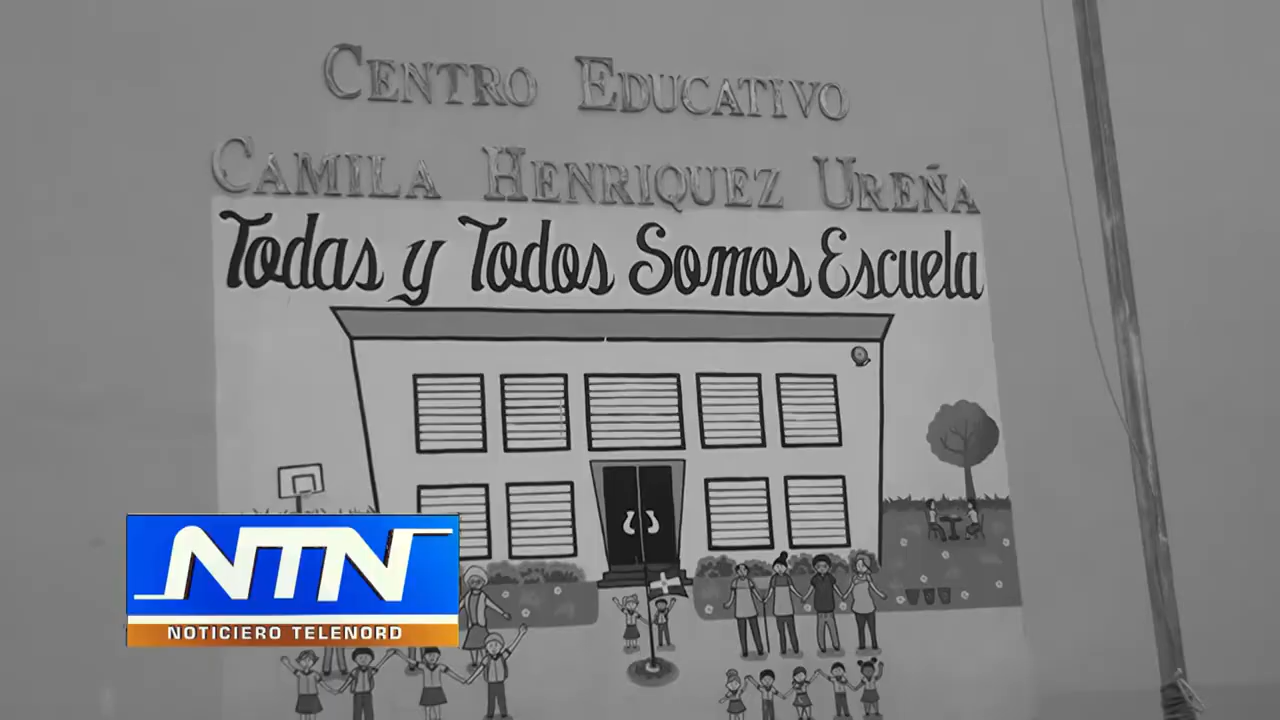 CENTRO EDUCATIVO
CAMILA HENRIQUEZ UREÑA
Todas y Todos Somos Escuela
NTN
NOTICIERO TELENORD